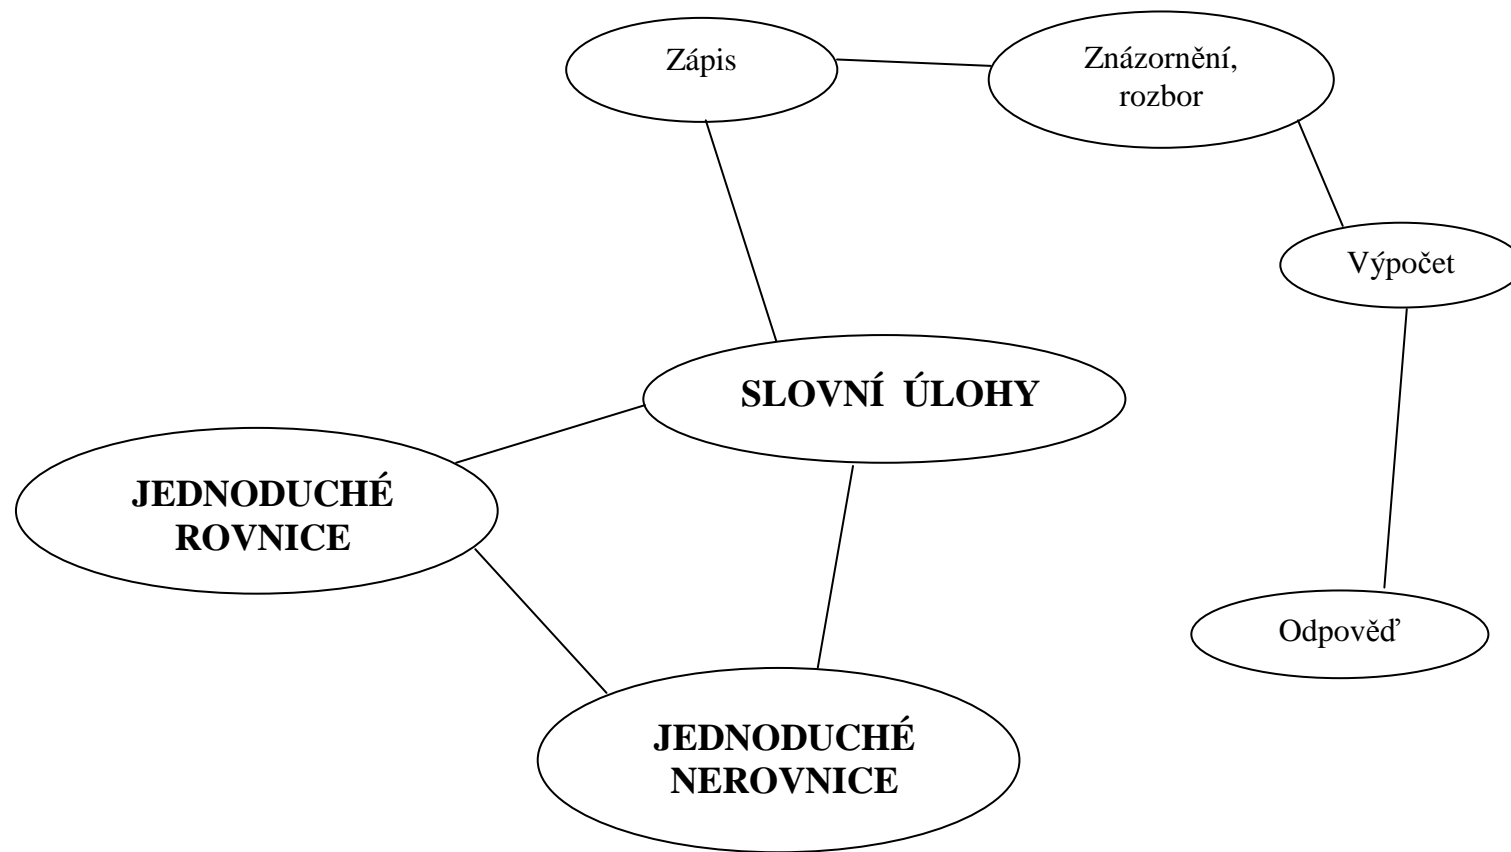 Zápis
Znázornění,
rozbor
Výpočet
SLOVNÍ ÚLOHY
JEDNODUCHÉ
ROVNICE
Odpověď
JEDNODUCHÉ
NEROVNICE